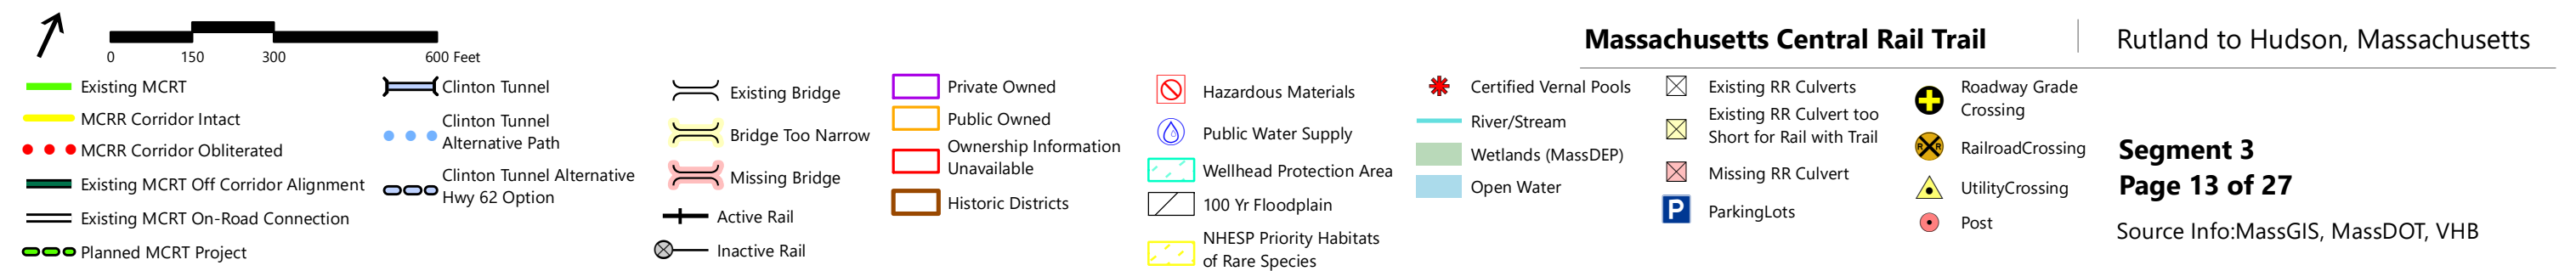 0 150 300 600 Feet
Existing MCRT
MCRR Corridor Intact
MCRR Corridor Obliterated
Existing MCRT Off Corridor Alignment
Existing MCRT On-Road Connection
Planned MCRT Project
Clinton Tunnel
Clinton Tunnel
Alternative Path
Clinton Tunnel Alternative
Hwy 62 Option
Existing Bridge
Bridge Too Narrow
Missing Bridge
Active Rail
Inactive Rail
Private Owned
Public Owned
Ownership Information
Unavailable
Historic Districts
Hazardous Materials
Public Water Supply
Wellhead Protection Area
100 Yr Floodplain
NHESP Priority Habitats
of Rare Species
Massachusetts Central Rail Trail
Rutland to Hudson, Massachusetts
Certified Vernal Pools
River/Stream
Wetlands (MassDEP)
Open Water
Existing RR Culverts
Existing RR Culvert too
Short for Rail with Trail
Missing RR Culvert
P ParkingLots
Roadway Grade
Crossing
R R RailroadCrossing
UtilityCrossing
Post
Segment 3
Page 13 of 27
Source Info:MassGIS, MassDOT, VHB